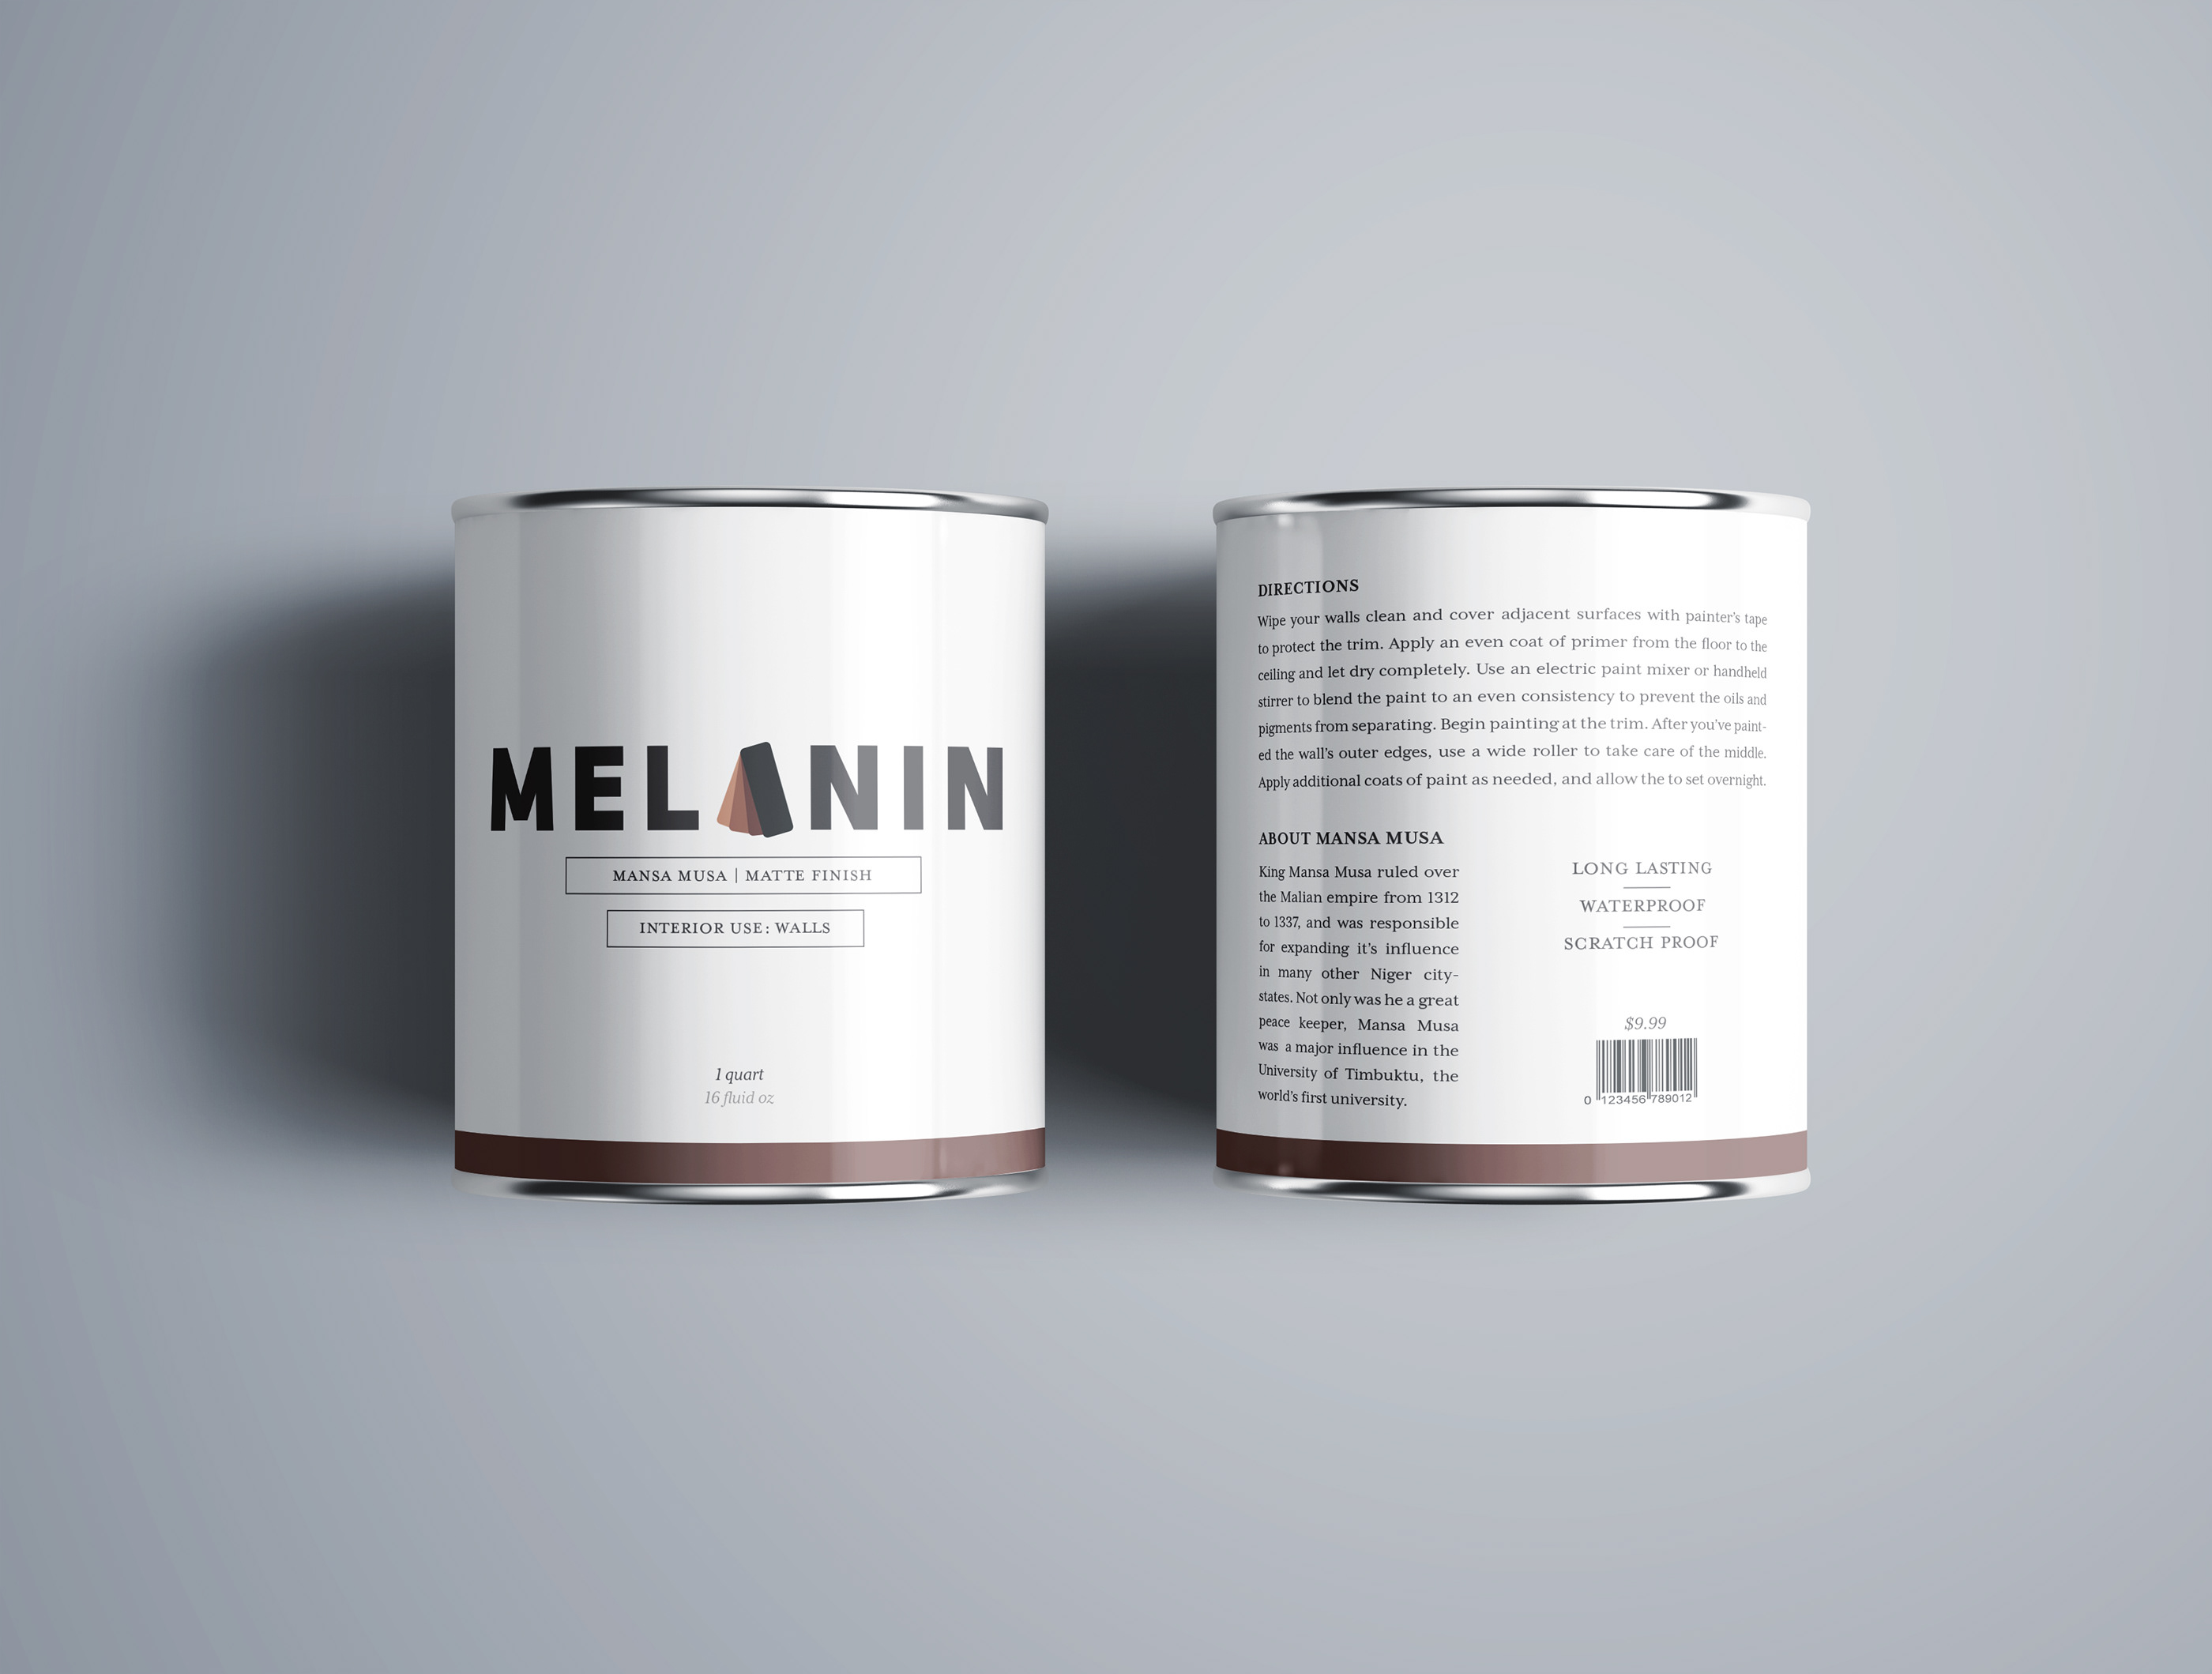 MELANIN
MANSA MUSA | MATTE FINISH
INTERIOR USE: WALLS
1 quart
16 fluid oz
DIRECTIONS
Wipe your walls clean and cover adjacent surfaces with painter's tape
to protect the trim. Apply an even coat of primer from the floor to the
ceiling and let dry completely. Use an electric paint mixer or handheld
stirrer to blend the paint to an even consistency to prevent the oils and
pigments from separating. Begin painting at the trim. After you've paint-
ed the wall's outer edges, use a wide roller to take care of the middle.
Apply additional coats of paint as needed, and allow the to set overnight.
ABOUT MANSA MUSA
King Mansa Musa ruled over
the Malian empire from 1312
to 1337, and was responsible
for expanding it's influence
in many other Niger city-
states. Not only was he a great
peace keeper, Mansa Musa
was a major influence in the
University of Timbuktu, the
world's first university.
LONG LASTING
WATERPROOF
SCRATCH PROOF
$9.99
0 123456 789012